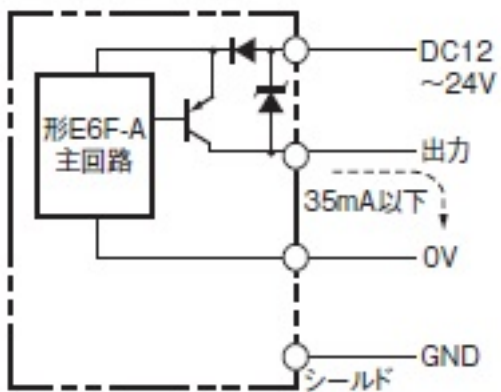 DC12
～24V
形E6F-A
主回路
出力
35mA以下
0V
GND
シールド